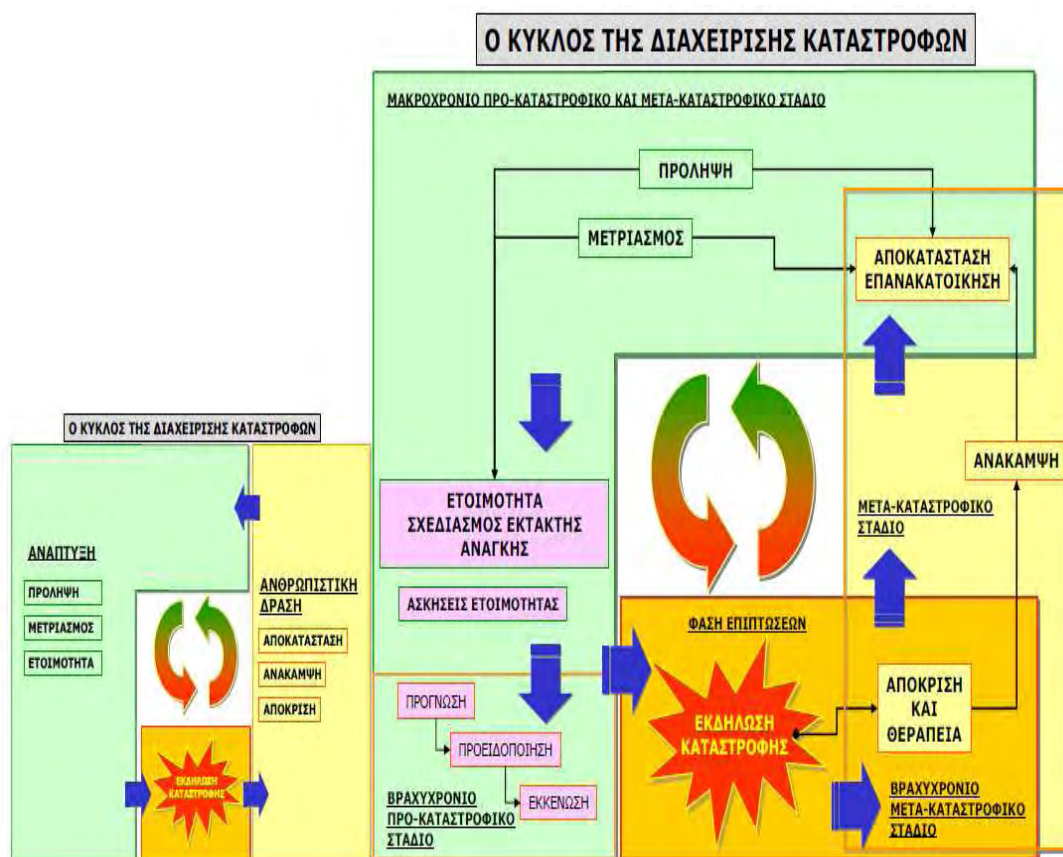 Ο ΚΥΚΛΟΣ ΤΗΣ ΔΙΑΧΕΙΡΙΣΗΣ ΚΑΤΑΣΤΡΟΦΩΝ
ΜΑΚΡΟΧΡΟΝΙΟ ΠΡΟ-ΚΑΤΑΣΤΡΟΦΙΚΟ ΚΑΙ ΜΕΤΑ-ΚΑΤΑΣΤΡΟΦΙΚΟ ΣΤΑΔΙΟ
ΠΡΟΛΗΨΗ
ΜΕΤΡΙΑΣΜΟΣ
ΑΠΟΚΑΤΑΣΤΑΣΗ
ΕΠΑΝΑΚΑΤΟΙΚΗΣΗ
ΑΝΑΚΑΜΨΗ
ΜΕΤΑ-ΚΑΤΑΣΤΡΟΦΙΚΟ
ΣΤΑΔΙΟ
ΕΤΟΙΜΟΤΗΤΑ
ΣΧΕΔΙΑΣΜΟΣ ΕΚΤΑΚΤΗΣ
ΑΝΑΓΚΗΣ
ΑΣΚΗΣΕΙΣ ΕΤΟΙΜΟΤΗΤΑΣ
ΦΑΣΗ ΕΠΙΠΤΩΣΕΩΝ
ΠΡΟΓΝΩΣΗ
ΠΡΟΕΙΔΟΠΟΙΗΣΗ
ΕΚΚΕΝΩΣΗ
ΒΡΑΧΥΧΡΟΝΙΟ
ΠΡΟ-ΚΑΤΑΣΤΡΟΦΙΚΟ
ΣΤΑΔΙΟ
ΕΚΔΗΛΩΣΗ
ΚΑΤΑΣΤΡΟΦΗΣ
ΑΠΟΚΡΙΣΗ
ΚΑΙ
ΘΕΡΑΠΕΙΑ
ΒΡΑΧΥΧΡΟΝΙΟ
ΜΕΤΑ-ΚΑΤΑΣΤΡΟΦΙΚΟ
ΣΤΑΔΙΟ
Ο ΚΥΚΛΟΣ ΤΗΣ ΔΙΑΧΕΙΡΙΣΗΣ ΚΑΤΑΣΤΡΟΦΩΝ
ΑΝΑΠΤΥΞΗ
ΠΡΟΛΗΨΗ
ΜΕΤΡΙΑΣΜΟΣ
ΕΤΟΙΜΟΤΗΤΑ
ΑΝΘΡΩΠΙΣΤΙΚΗ
ΔΡΑΣΗ
ΑΠΟΚΑΤΑΣΤΑΣΗ
ΑΝΑΚΑΜΨΗ
ΑΠΟΚΡΙΣΗ
ΕΚΔΗΛΩΣΗ
ΚΑΤΑΣΤΡΟΦΗΣ